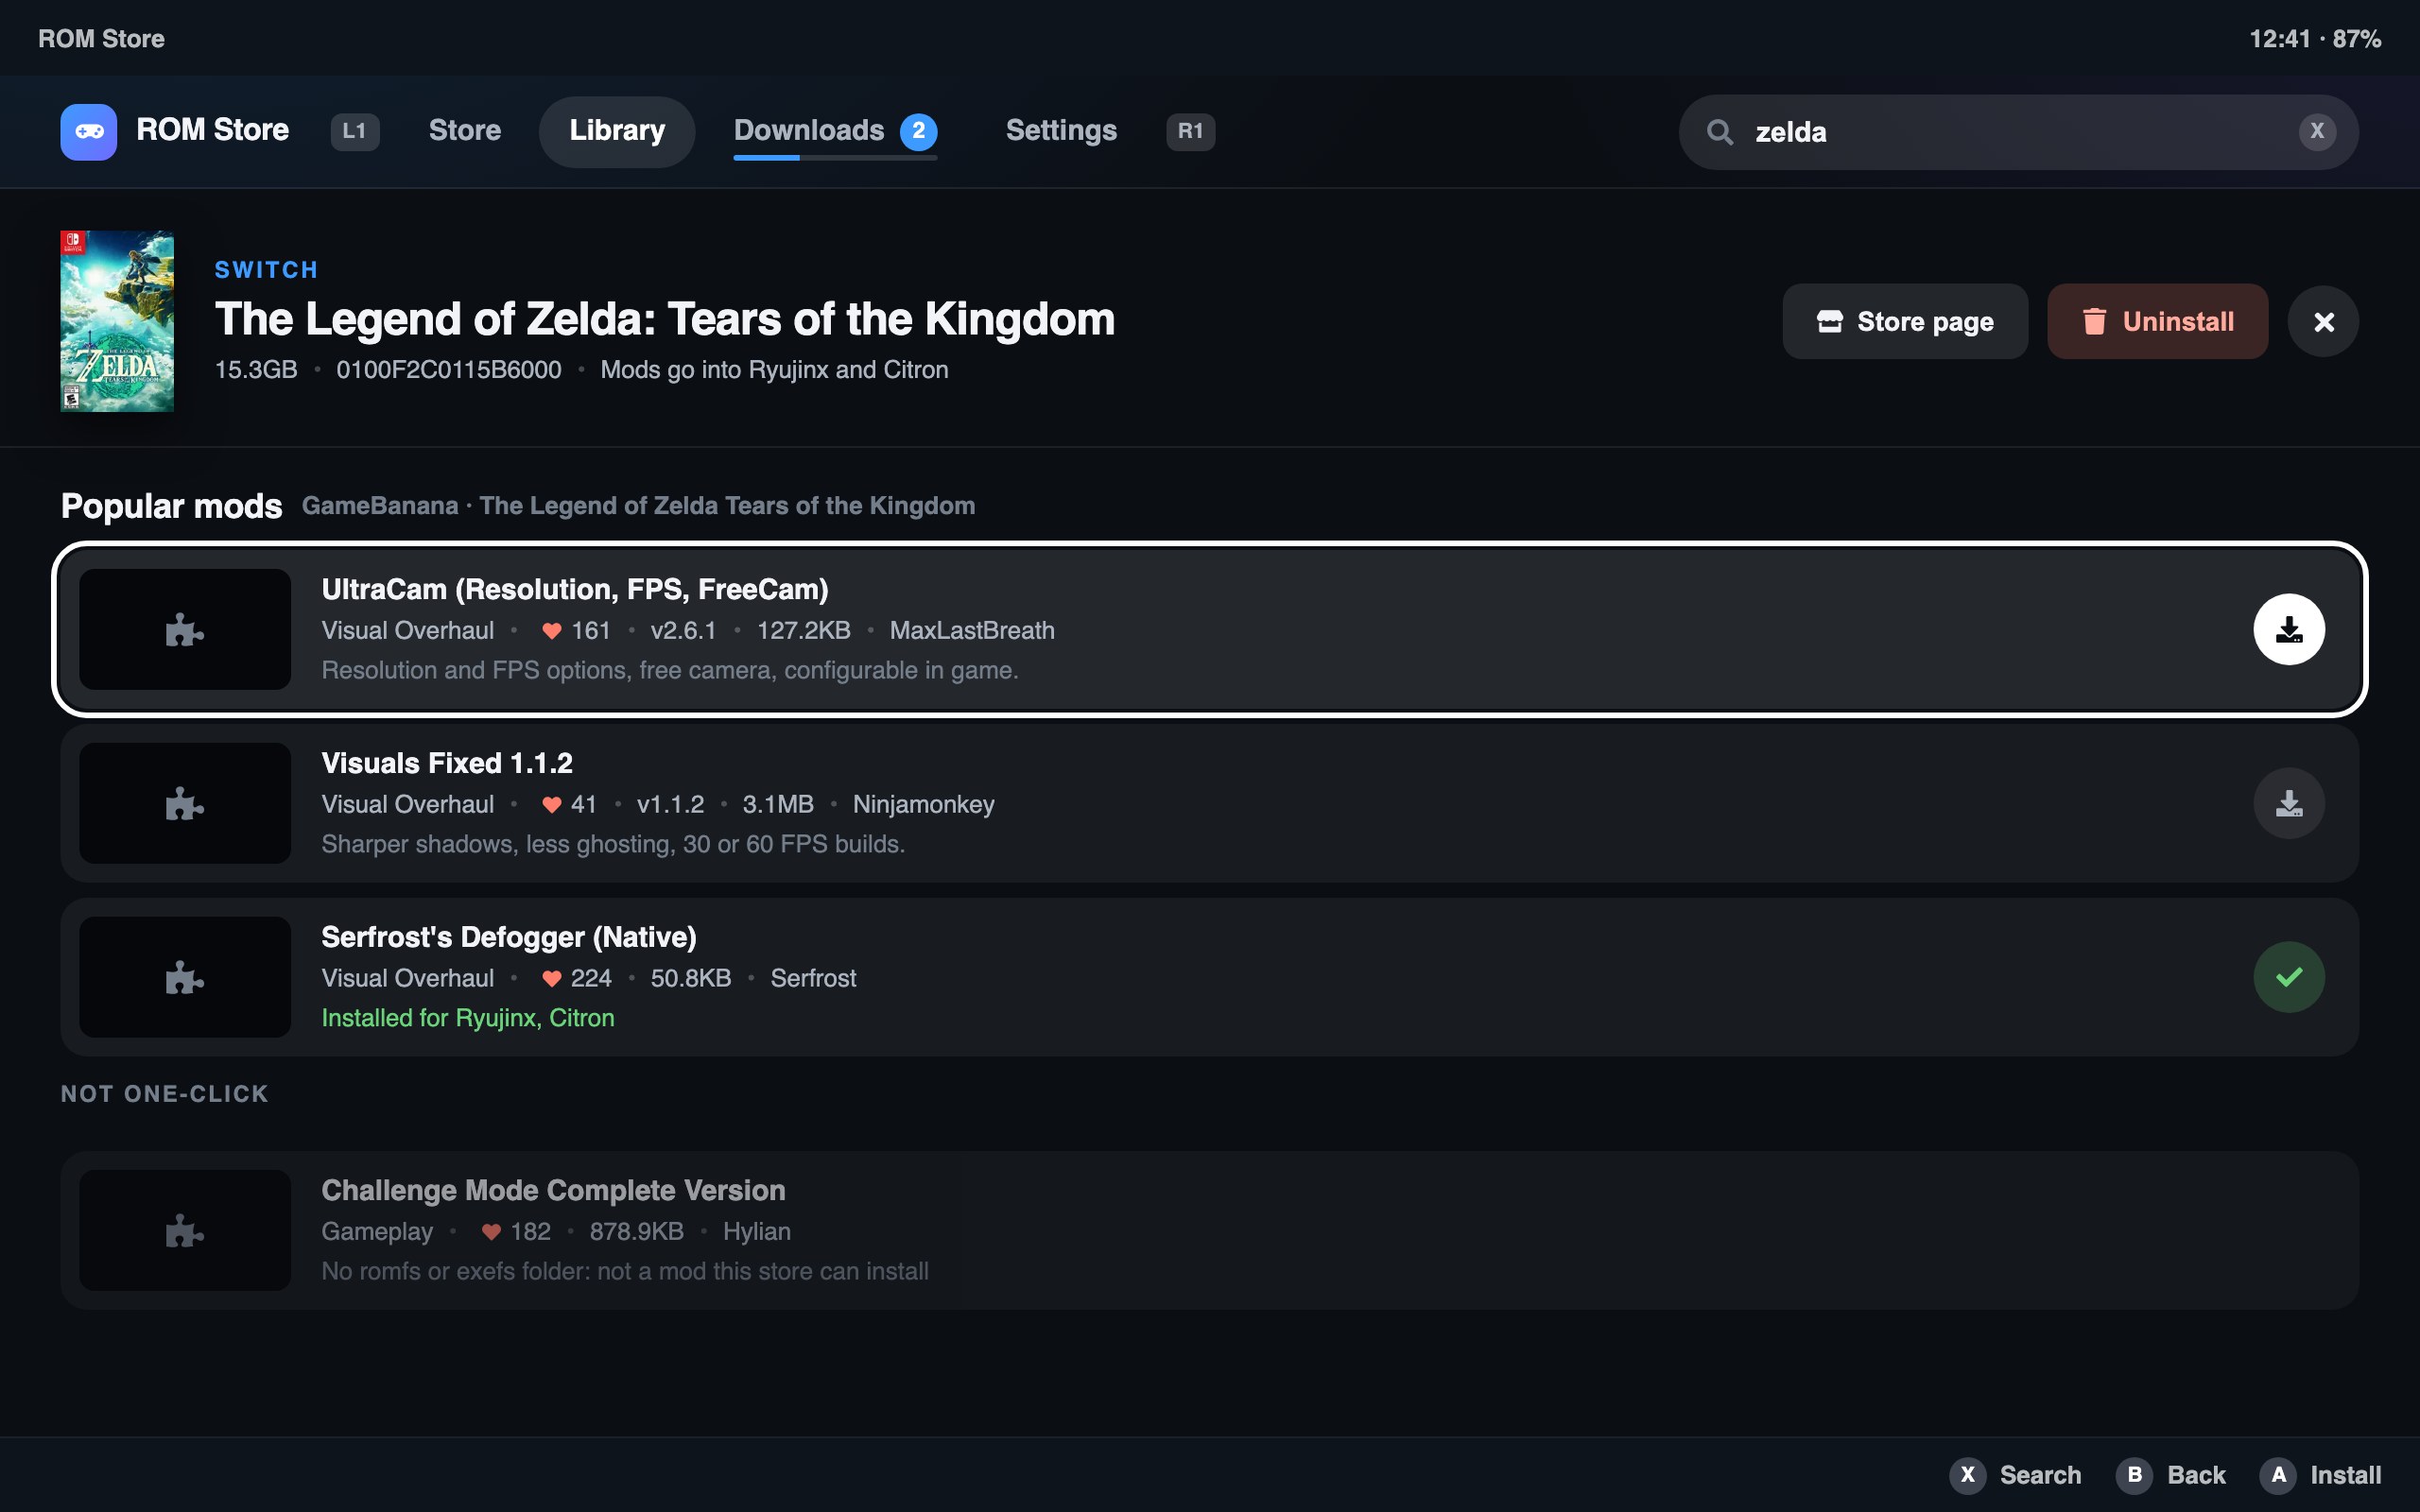 ROM Store
12:41 · 87%
ROM Store L1 Store Library Downloads 2 Settings R1 zelda X
SWITCH
The Legend of Zelda: Tears of the Kingdom
15.3GB • 0100F2C0115B6000 • Mods go into Ryujinx and Citron
Store page Uninstall
ZELDA
Popular mods GameBanana · The Legend of Zelda Tears of the Kingdom
UltraCam (Resolution, FPS, FreeCam)
Visual Overhaul • 161 • v2.6.1 • 127.2KB • MaxLastBreath
Resolution and FPS options, free camera, configurable in game.
Visuals Fixed 1.1.2
Visual Overhaul • 41 • v1.1.2 • 3.1MB • Ninjamonkey
Sharper shadows, less ghosting, 30 or 60 FPS builds.
Serfrost's Defogger (Native)
Visual Overhaul • 224 • 50.8KB • Serfrost
Installed for Ryujinx, Citron
NOT ONE-CLICK
Challenge Mode Complete Version
Gameplay • 182 • 878.9KB • Hylian
No romfs or exefs folder: not a mod this store can install
X Search B Back A Install